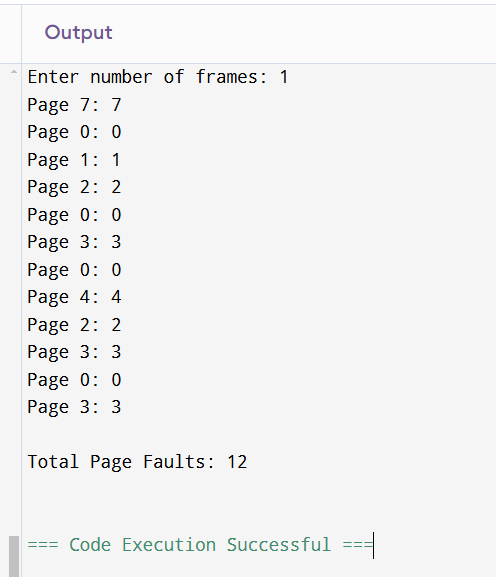 Output
Enter number of frames: 1
Page 7: 7
Page 0: 0
Page 1: 1
Page 2: 2
Page 0: 0
Page 3: 3
Page 0: 0
Page 4: 4
Page 2: 2
Page 3: 3
Page 0: 0
Page 3: 3
Total Page Faults: 12
=== Code Execution Successful ===